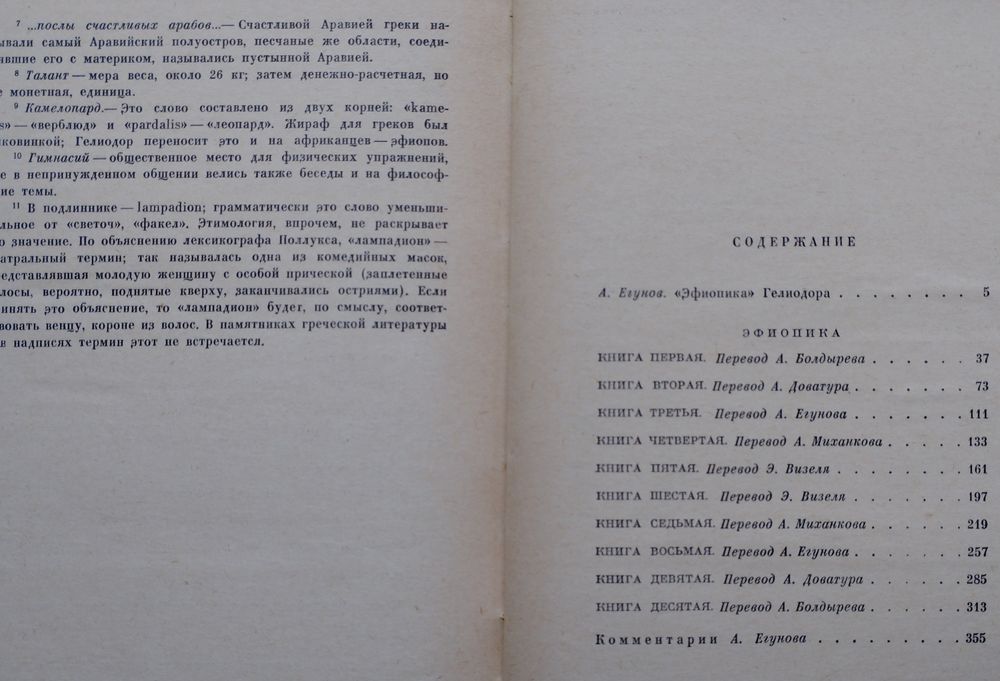 ⁷ ...послы счастливых арабов...— Счастливой Аравией греки на-
ывали самый Аравийский полуостров, песчаные же области, соеди-
явшие его с материком, назывались пустынной Аравией.
⁸ Талант — мера веса, около 26 кг; затем денежно-расчетная, но
е монетная, единица.
⁹ Камелопард.— Это слово составлено из двух корней: «kame-
s» — «верблюд» и «pardalis» — «леопард». Жираф для греков был
ковинкой; Гелиодор переносит это и на африканцев — эфиопов.
¹⁰ Гимнасий — общественное место для физических упражнений,
е в непринужденном общении велись также беседы и на философ-
ие темы.
¹¹ В подлиннике — lampadion; грамматически это слово уменьши-
льное от «светоч», «факел». Этимология, впрочем, не раскрывает
о значение. По объяснению лексикографа Поллукса, «лампадион» —
атральный термин; так называлась одна из комедийных масок,
едставлявшая молодую женщину с особой прической (заплетенные
лосы, вероятно, поднятые кверху, заканчивались остриями). Если
инять это объяснение, то «лампадион» будет, по смыслу, соответ-
вовать венцу, короне из волос. В памятниках греческой литературы
в надписях термин этот не встречается.
СОДЕРЖАНИЕ
А. Егунов. «Эфиопика» Гелиодора . . . . . . . . 5
ЭФИОПИКА
КНИГА ПЕРВАЯ. Перевод А. Болдырева . . . . . . . 37
КНИГА ВТОРАЯ. Перевод А. Доватура . . . . . . . 73
КНИГА ТРЕТЬЯ. Перевод А. Егунова . . . . . . . 111
КНИГА ЧЕТВЕРТАЯ. Перевод А. Миханкова . . . . . 133
КНИГА ПЯТАЯ. Перевод Э. Визеля . . . . . . . . 161
КНИГА ШЕСТАЯ. Перевод Э. Визеля . . . . . . . 197
КНИГА СЕДЬМАЯ. Перевод А. Миханкова . . . . . . 219
КНИГА ВОСЬМАЯ. Перевод А. Егунова . . . . . . . 257
КНИГА ДЕВЯТАЯ. Перевод А. Доватура . . . . . . 285
КНИГА ДЕСЯТАЯ. Перевод А. Болдырева . . . . . . 313
Комментарии А. Егунова . . . . . . . . . 355